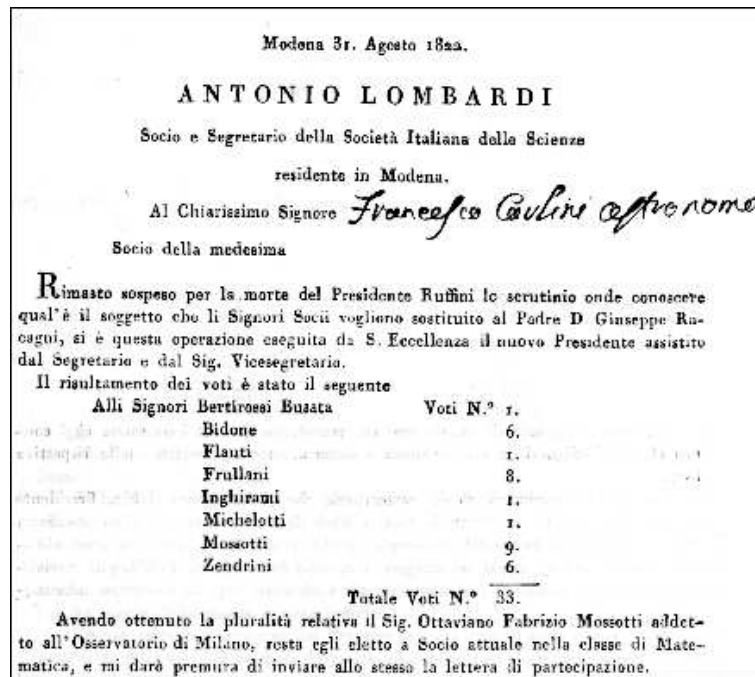 Modena 31. Agosto 1822.
ANTONIO LOMBARDI
Socio e Segretario della Società Italiana delle Scienze
residente in Modena.
Al Chiarissimo Signore Francesco Carlini astronomo
Socio della medesima
Rimasto sospeso per la morte del Presidente Ruffini lo scrutinio onde conoscere
qual'è il soggetto che li Signori Socii vogliono sostituito al Padre D Giuseppe Ra-
cagni, si è questa operazione eseguita da S. Eccellenza il nuovo Presidente assistito
dal Segretario e dal Sig. Vicesegretario.
Il risultamento dei voti è stato il seguente
Alli Signori Bertirossi Busata Voti N.° 1.
Bidone 6.
Flauti 1.
Frullani 8.
Inghirami 1.
Michelotti 1.
Mossotti 9.
Zendrini 6.
Totale Voti N.° 33.
Avendo ottenuto la pluralità relativa il Sig. Ottaviano Fabrizio Mossotti addet-
to all'Osservatorio di Milano, resta egli eletto a Socio attuale nella classe di Mate-
matica, e mi darò premura di inviare allo stesso la lettera di partecipazione.